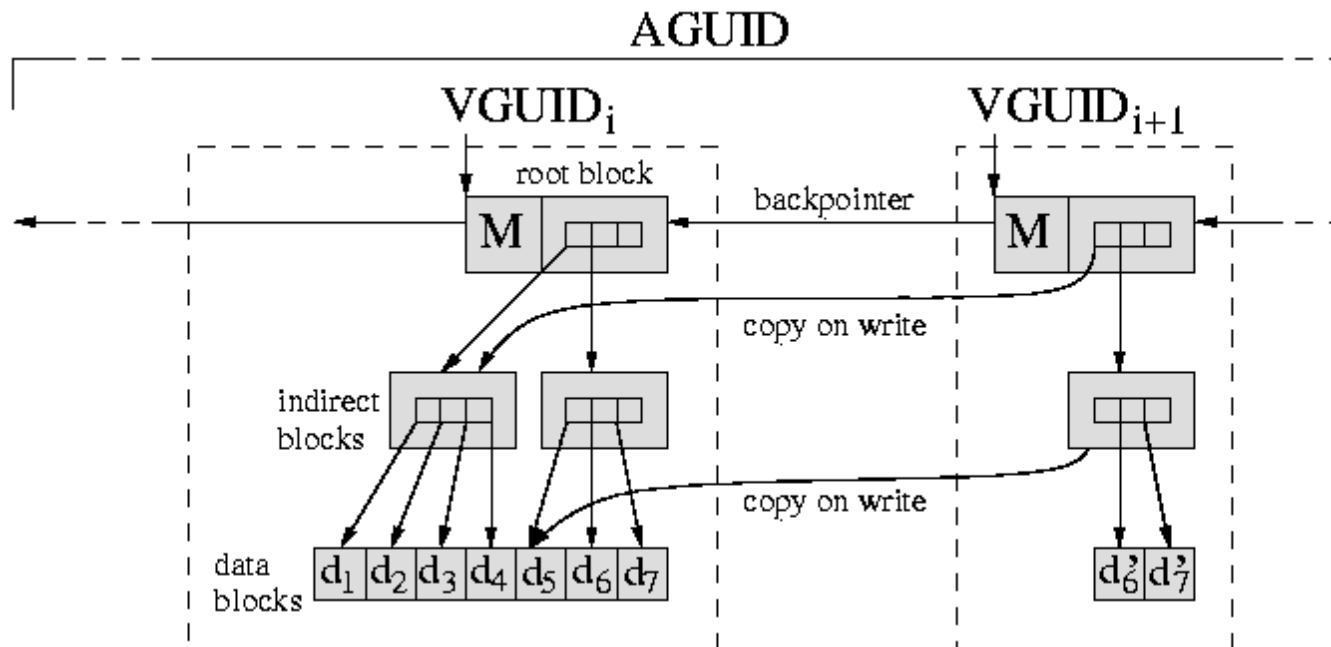 AGUID
VGUIDi
VGUIDi+1
root block
M
backpointer
M
copy on write
indirect
blocks
copy on write
data
blocks
d1 d2 d3 d4 d5 d6 d7
d'6 d'7